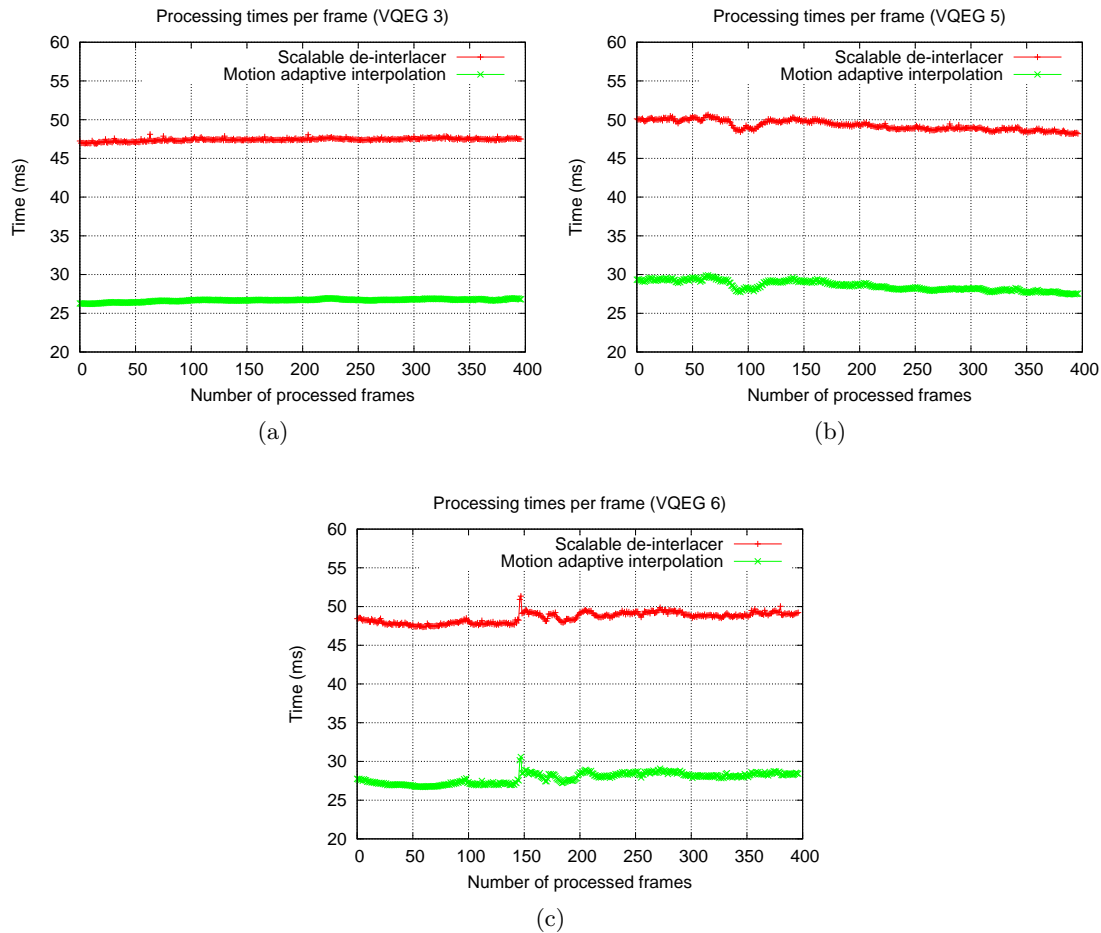 Processing times per frame (VQEG 3)
60
55
50
45
40
35
30
25
20
Time (ms)
Scalable de-interlacer
Motion adaptive interpolation
0 50 100 150 200 250 300 350 400
Number of processed frames
(a)
Processing times per frame (VQEG 5)
60
55
50
45
40
35
30
25
20
Time (ms)
Scalable de-interlacer
Motion adaptive interpolation
0 50 100 150 200 250 300 350 400
Number of processed frames
(b)
Processing times per frame (VQEG 6)
60
55
50
45
40
35
30
25
20
Time (ms)
Scalable de-interlacer
Motion adaptive interpolation
0 50 100 150 200 250 300 350 400
Number of processed frames
(c)